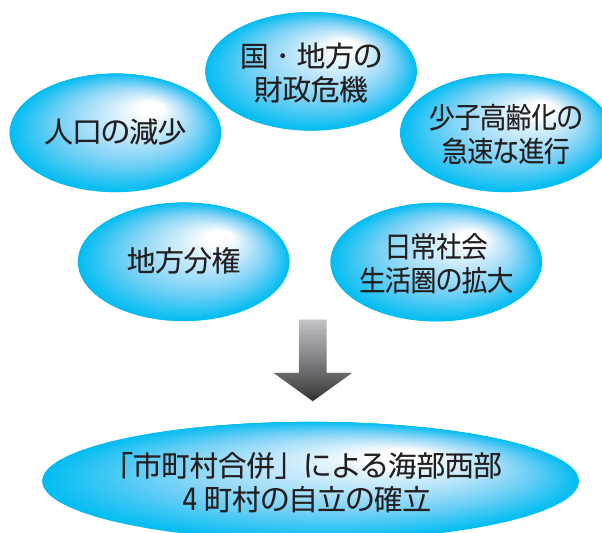 国・地方の
財政危機
人口の減少
少子高齢化の
急速な進行
地方分権
日常社会
生活圏の拡大
「市町村合併」による海部西部
4町村の自立の確立